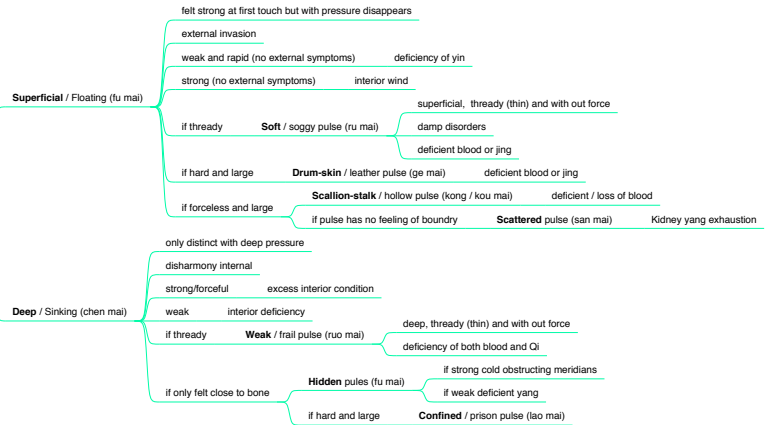 felt strong at first touch but with pressure disappears
external invasion
weak and rapid (no external symptoms) deficiency of yin
strong (no external symptoms) interior wind
Superficial / Floating (fu mai)
superficial, thready (thin) and with out force
if thready Soft / soggy pulse (ru mai) damp disorders
deficient blood or jing
if hard and large Drum-skin / leather pulse (ge mai) deficient blood or jing
Scallion-stalk / hollow pulse (kong / kou mai) deficient / loss of blood
if forceless and large
if pulse has no feeling of boundry Scattered pulse (san mai) Kidney yang exhaustion
only distinct with deep pressure
disharmony internal
strong/forceful excess interior condition
Deep / Sinking (chen mai) weak interior deficiency
deep, thready (thin) and with out force
if thready Weak / frail pulse (ruo mai)
deficiency of both blood and Qi
if strong cold obstructing meridians
Hidden pules (fu mai)
if only felt close to bone if weak deficient yang
if hard and large Confined / prison pulse (lao mai)